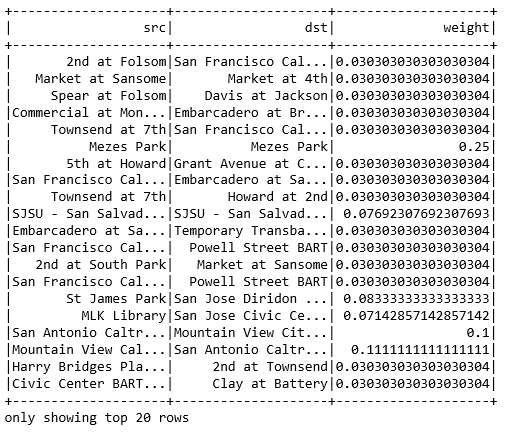 +--------------------+--------------------+--------------------+
|                 src|                 dst|              weight|
+--------------------+--------------------+--------------------+
|       2nd at Folsom|San Francisco Cal...|0.030303030303030304|
|   Market at Sansome|       Market at 4th|0.030303030303030304|
|     Spear at Folsom|    Davis at Jackson|0.030303030303030304|
|Commercial at Mon...|Embarcadero at Br...|0.030303030303030304|
|     Townsend at 7th|San Francisco Cal...|0.030303030303030304|
|          Mezes Park|          Mezes Park|                0.25|
|       5th at Howard|Grant Avenue at C...|0.030303030303030304|
|San Francisco Cal...|Embarcadero at Sa...|0.030303030303030304|
|     Townsend at 7th|       Howard at 2nd|0.030303030303030304|
|SJSU - San Salvad...|SJSU - San Salvad...| 0.07692307692307693|
|Embarcadero at Sa...|Temporary Transba...|0.030303030303030304|
|San Francisco Cal...| Powell Street BART|0.030303030303030304|
|   2nd at South Park|   Market at Sansome|0.030303030303030304|
|San Francisco Cal...| Powell Street BART|0.030303030303030304|
|       St James Park|San Jose Diridon ...| 0.08333333333333333|
|         MLK Library|San Jose Civic Ce...| 0.07142857142857142|
|San Antonio Caltr...|Mountain View Cit...|                 0.1|
|Mountain View Cal...|San Antonio Caltr...|  0.1111111111111111|
|Harry Bridges Pla...|     2nd at Townsend|0.030303030303030304|
|Civic Center BART...|     Clay at Battery|0.030303030303030304|
+--------------------+--------------------+--------------------+
only showing top 20 rows